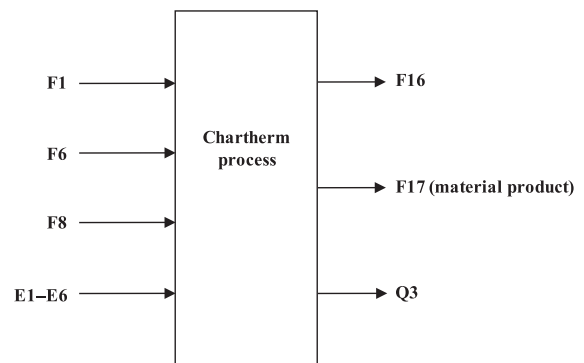 F1
F6
F8
E1–E6
Chartherm
process
F16
F17 (material product)
Q3